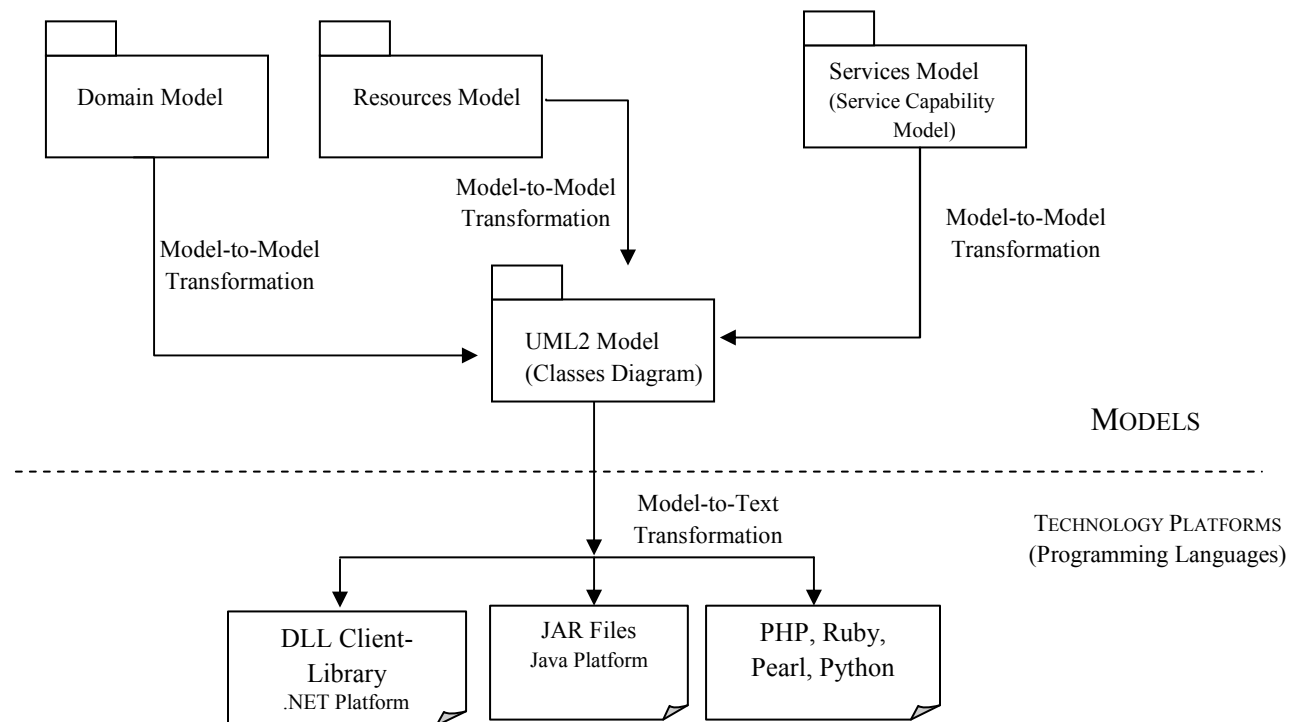 Domain Model
Resources Model
Services Model
(Service Capability
Model)
Model-to-Model
Transformation
Model-to-Model
Transformation
Model-to-Model
Transformation
UML2 Model
(Classes Diagram)
MODELS
Model-to-Text
Transformation
TECHNOLOGY PLATFORMS
(Programming Languages)
DLL Client-
Library
.NET Platform
JAR Files
Java Platform
PHP, Ruby,
Pearl, Python